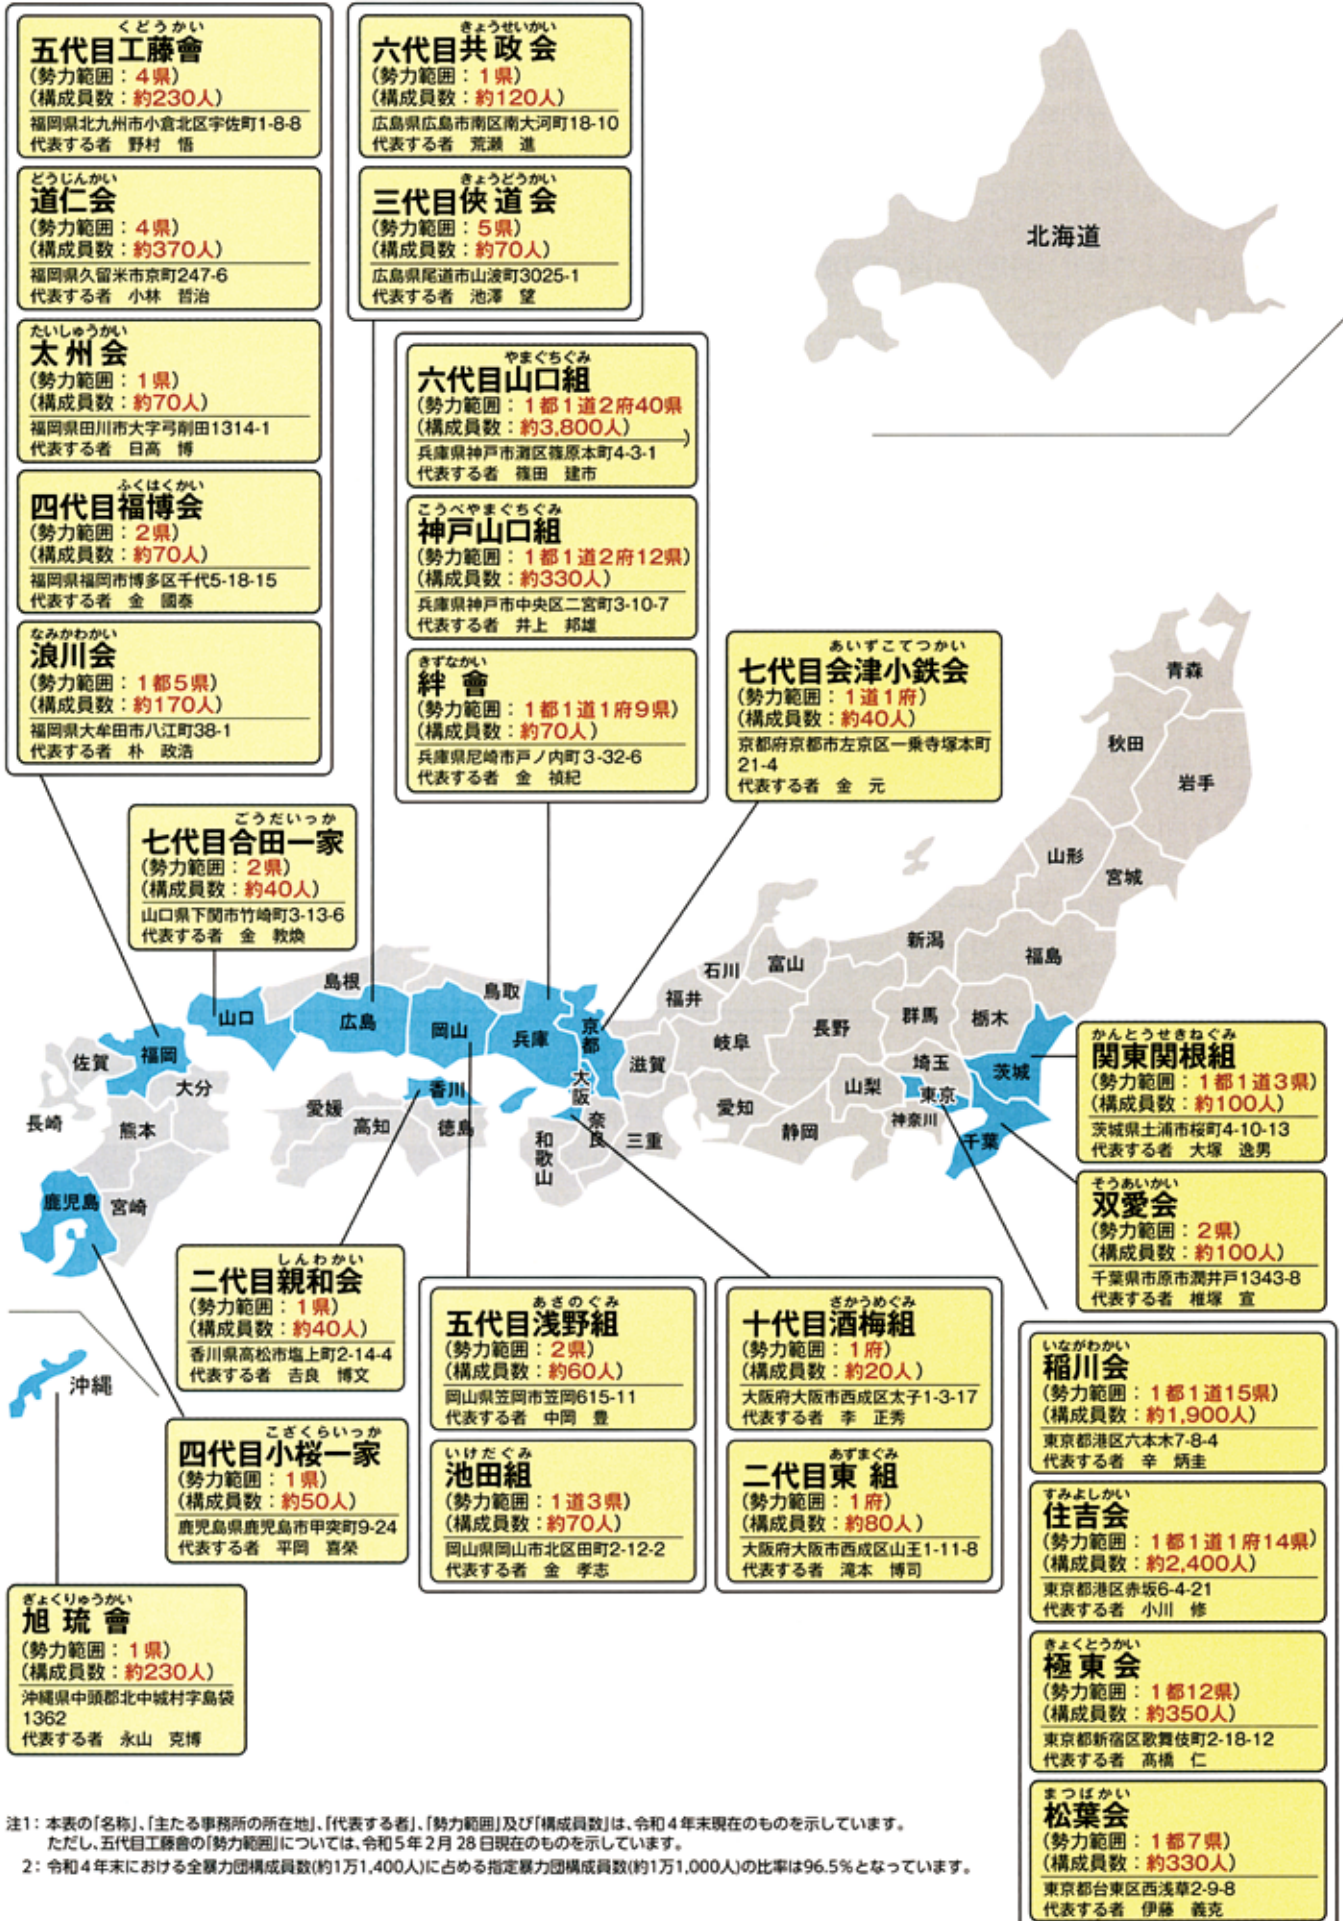 くどうかい
五代目工藤會
(勢力範囲：4県)
(構成員数：約230人)
福岡県北九州市小倉北区宇佐町1-8-8
代表する者　野村　悟
どうじんかい
道仁会
(勢力範囲：4県)
(構成員数：約370人)
福岡県久留米市京町247-6
代表する者　小林　哲治
たいしゅうかい
太州会
(勢力範囲：1県)
(構成員数：約70人)
福岡県田川市大字弓削田1314-1
代表する者　日高　博
ふくはくかい
四代目福博会
(勢力範囲：2県)
(構成員数：約70人)
福岡県福岡市博多区千代5-18-15
代表する者　金　國泰
なみかわかい
浪川会
(勢力範囲：1都5県)
(構成員数：約170人)
福岡県大牟田市八江町38-1
代表する者　朴　政浩
きょうせいかい
六代目共政会
(勢力範囲：1県)
(構成員数：約120人)
広島県広島市南区南大河町18-10
代表する者　荒瀬　進
きょうどうかい
三代目俠道会
(勢力範囲：5県)
(構成員数：約70人)
広島県尾道市山波町3025-1
代表する者　池澤　望
やまぐちぐみ
六代目山口組
(勢力範囲：1都1道2府40県
(構成員数：約3,800人)
)
兵庫県神戸市灘区篠原本町4-3-1
代表する者　篠田　建市
こうべやまぐちぐみ
神戸山口組
(勢力範囲：1都1道2府12県)
(構成員数：約330人)
兵庫県神戸市中央区二宮町3-10-7
代表する者　井上　邦雄
きずなかい
絆會
(勢力範囲：1都1道1府9県)
(構成員数：約70人)
兵庫県尼崎市戸ノ内町3-32-6
代表する者　金　禎紀
あいずこてつかい
七代目会津小鉄会
(勢力範囲：1道1府)
(構成員数：約40人)
京都府京都市左京区一乗寺塚本町
21-4
代表する者　金　元
ごうだいっか
七代目合田一家
(勢力範囲：2県)
(構成員数：約40人)
山口県下関市竹崎町3-13-6
代表する者　金　教煥
北海道
青森
秋田
岩手
山形
宮城
新潟
福島
石川
富山
福井
岐阜
長野
群馬
栃木
埼玉
茨城
山梨
東京
神奈川
千葉
愛知
静岡
滋賀
三重
京都
大阪
奈良
和歌山
兵庫
鳥取
島根
岡山
広島
山口
香川
愛媛
高知
徳島
福岡
佐賀
大分
長崎
熊本
鹿児島
宮崎
沖縄
かんとうせきねぐみ
関東関根組
(勢力範囲：1都1道3県)
(構成員数：約100人)
茨城県土浦市桜町4-10-13
代表する者　大塚　逸男
そうあいかい
双愛会
(勢力範囲：2県)
(構成員数：約100人)
千葉県市原市潤井戸1343-8
代表する者　椎塚　宣
しんわかい
二代目親和会
(勢力範囲：1県)
(構成員数：約40人)
香川県高松市塩上町2-14-4
代表する者　吉良　博文
こざくらいっか
四代目小桜一家
(勢力範囲：1県)
(構成員数：約50人)
鹿児島県鹿児島市甲突町9-24
代表する者　平岡　喜榮
ぎょくりゅうかい
旭琉會
(勢力範囲：1県)
(構成員数：約230人)
沖縄県中頭郡北中城村字島袋
1362
代表する者　永山　克博
あさのぐみ
五代目浅野組
(勢力範囲：2県)
(構成員数：約60人)
岡山県笠岡市笠岡615-11
代表する者　中岡　豊
いけだぐみ
池田組
(勢力範囲：1道3県)
(構成員数：約70人)
岡山県岡山市北区田町2-12-2
代表する者　金　孝志
さかうめぐみ
十代目酒梅組
(勢力範囲：1府)
(構成員数：約20人)
大阪府大阪市西成区太子1-3-17
代表する者　李　正秀
あずまぐみ
二代目東組
(勢力範囲：1府)
(構成員数：約80人)
大阪府大阪市西成区山王1-11-8
代表する者　滝本　博司
いながわかい
稲川会
(勢力範囲：1都1道15県)
(構成員数：約1,900人)
東京都港区六本木7-8-4
代表する者　辛　炳圭
すみよしかい
住吉会
(勢力範囲：1都1道1府14県)
(構成員数：約2,400人)
東京都港区赤坂6-4-21
代表する者　小川　修
きょくとうかい
極東会
(勢力範囲：1都12県)
(構成員数：約350人)
東京都新宿区歌舞伎町2-18-12
代表する者　髙橋　仁
まつばかい
松葉会
(勢力範囲：1都7県)
(構成員数：約330人)
東京都台東区西浅草2-9-8
代表する者　伊藤　義克
注1：本表の「名称」、「主たる事務所の所在地」、「代表する者」、「勢力範囲」及び「構成員数」は、令和4年末現在のものを示しています。
ただし、五代目工藤會の「勢力範囲」については、令和5年2月28日現在のものを示しています。
2：令和4年末における全暴力団構成員数(約1万1,400人)に占める指定暴力団構成員数(約1万1,000人)の比率は96.5%となっています。